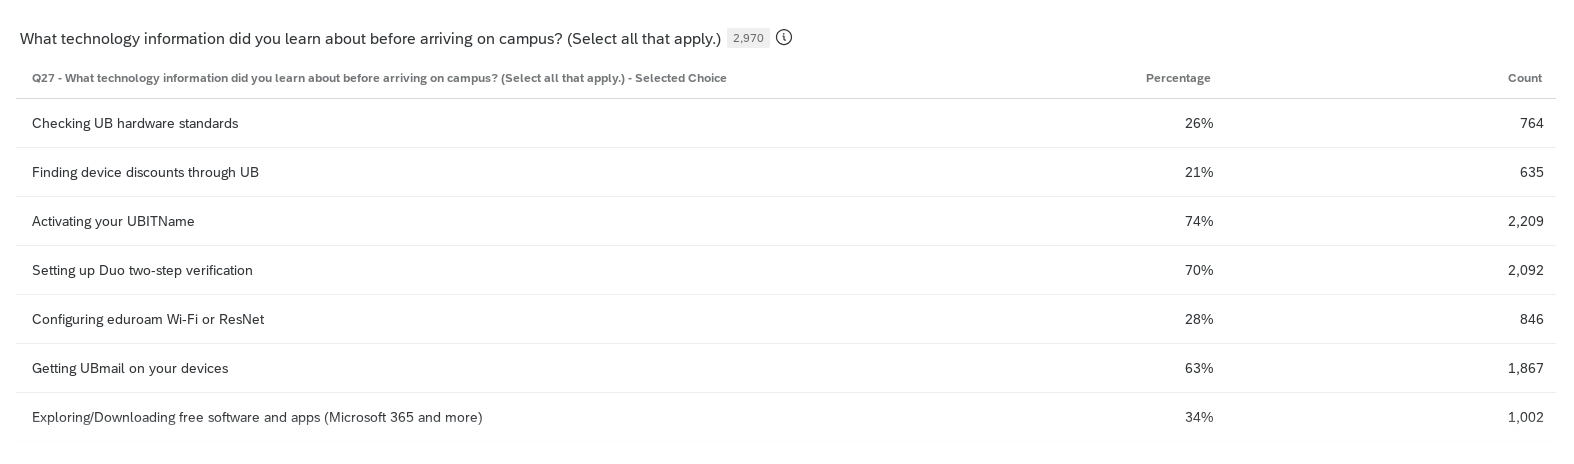 What technology information did you learn about before arriving on campus? (Select all that apply.) 2,970
Q27 - What technology information did you learn about before arriving on campus? (Select all that apply.) - Selected Choice Percentage Count
Checking UB hardware standards 26% 764
Finding device discounts through UB 21% 635
Activating your UBITName 74% 2,209
Setting up Duo two-step verification 70% 2,092
Configuring eduroam Wi-Fi or ResNet 28% 846
Getting UBmail on your devices 63% 1,867
Exploring/Downloading free software and apps (Microsoft 365 and more) 34% 1,002